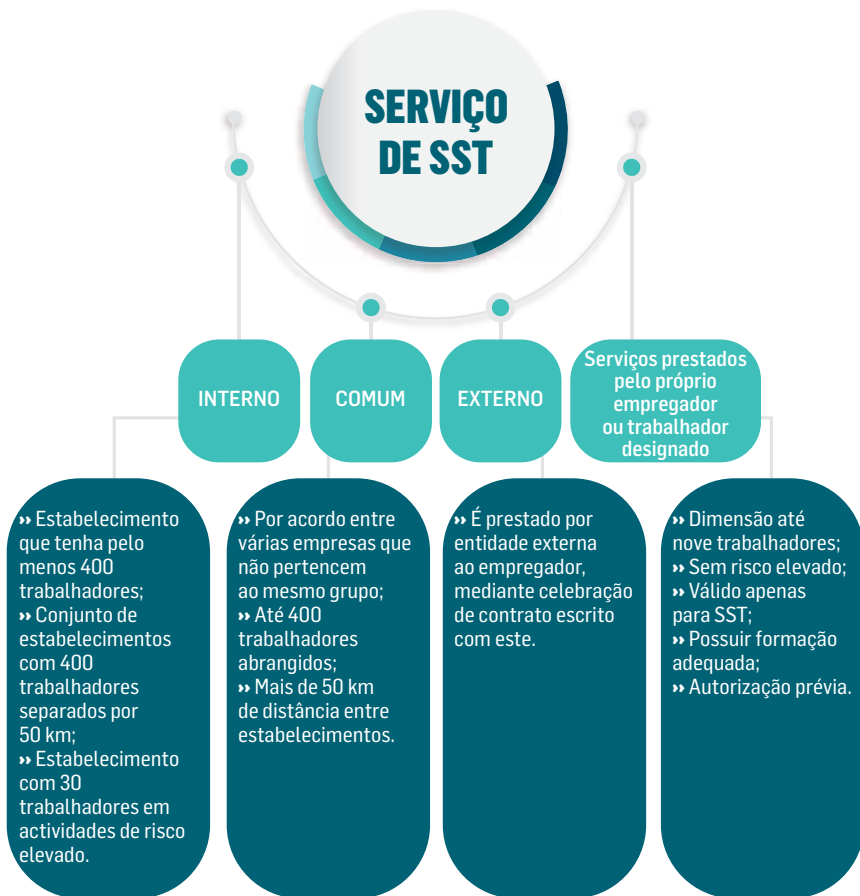 SERVIÇO
DE SST
INTERNO
COMUM
EXTERNO
Serviços prestados
pelo próprio
empregador
ou trabalhador
designado
›› Estabelecimento
que tenha pelo
menos 400
trabalhadores;
›› Conjunto de
estabelecimentos
com 400
trabalhadores
separados por
50 km;
›› Estabelecimento
com 30
trabalhadores em
actividades de risco
elevado.
›› Por acordo entre
várias empresas que
não pertencem
ao mesmo grupo;
›› Até 400
trabalhadores
abrangidos;
›› Mais de 50 km
de distância entre
estabelecimentos.
›› É prestado por
entidade externa
ao empregador,
mediante celebração
de contrato escrito
com este.
›› Dimensão até
nove trabalhadores;
›› Sem risco elevado;
›› Válido apenas
para SST;
›› Possuir formação
adequada;
›› Autorização prévia.